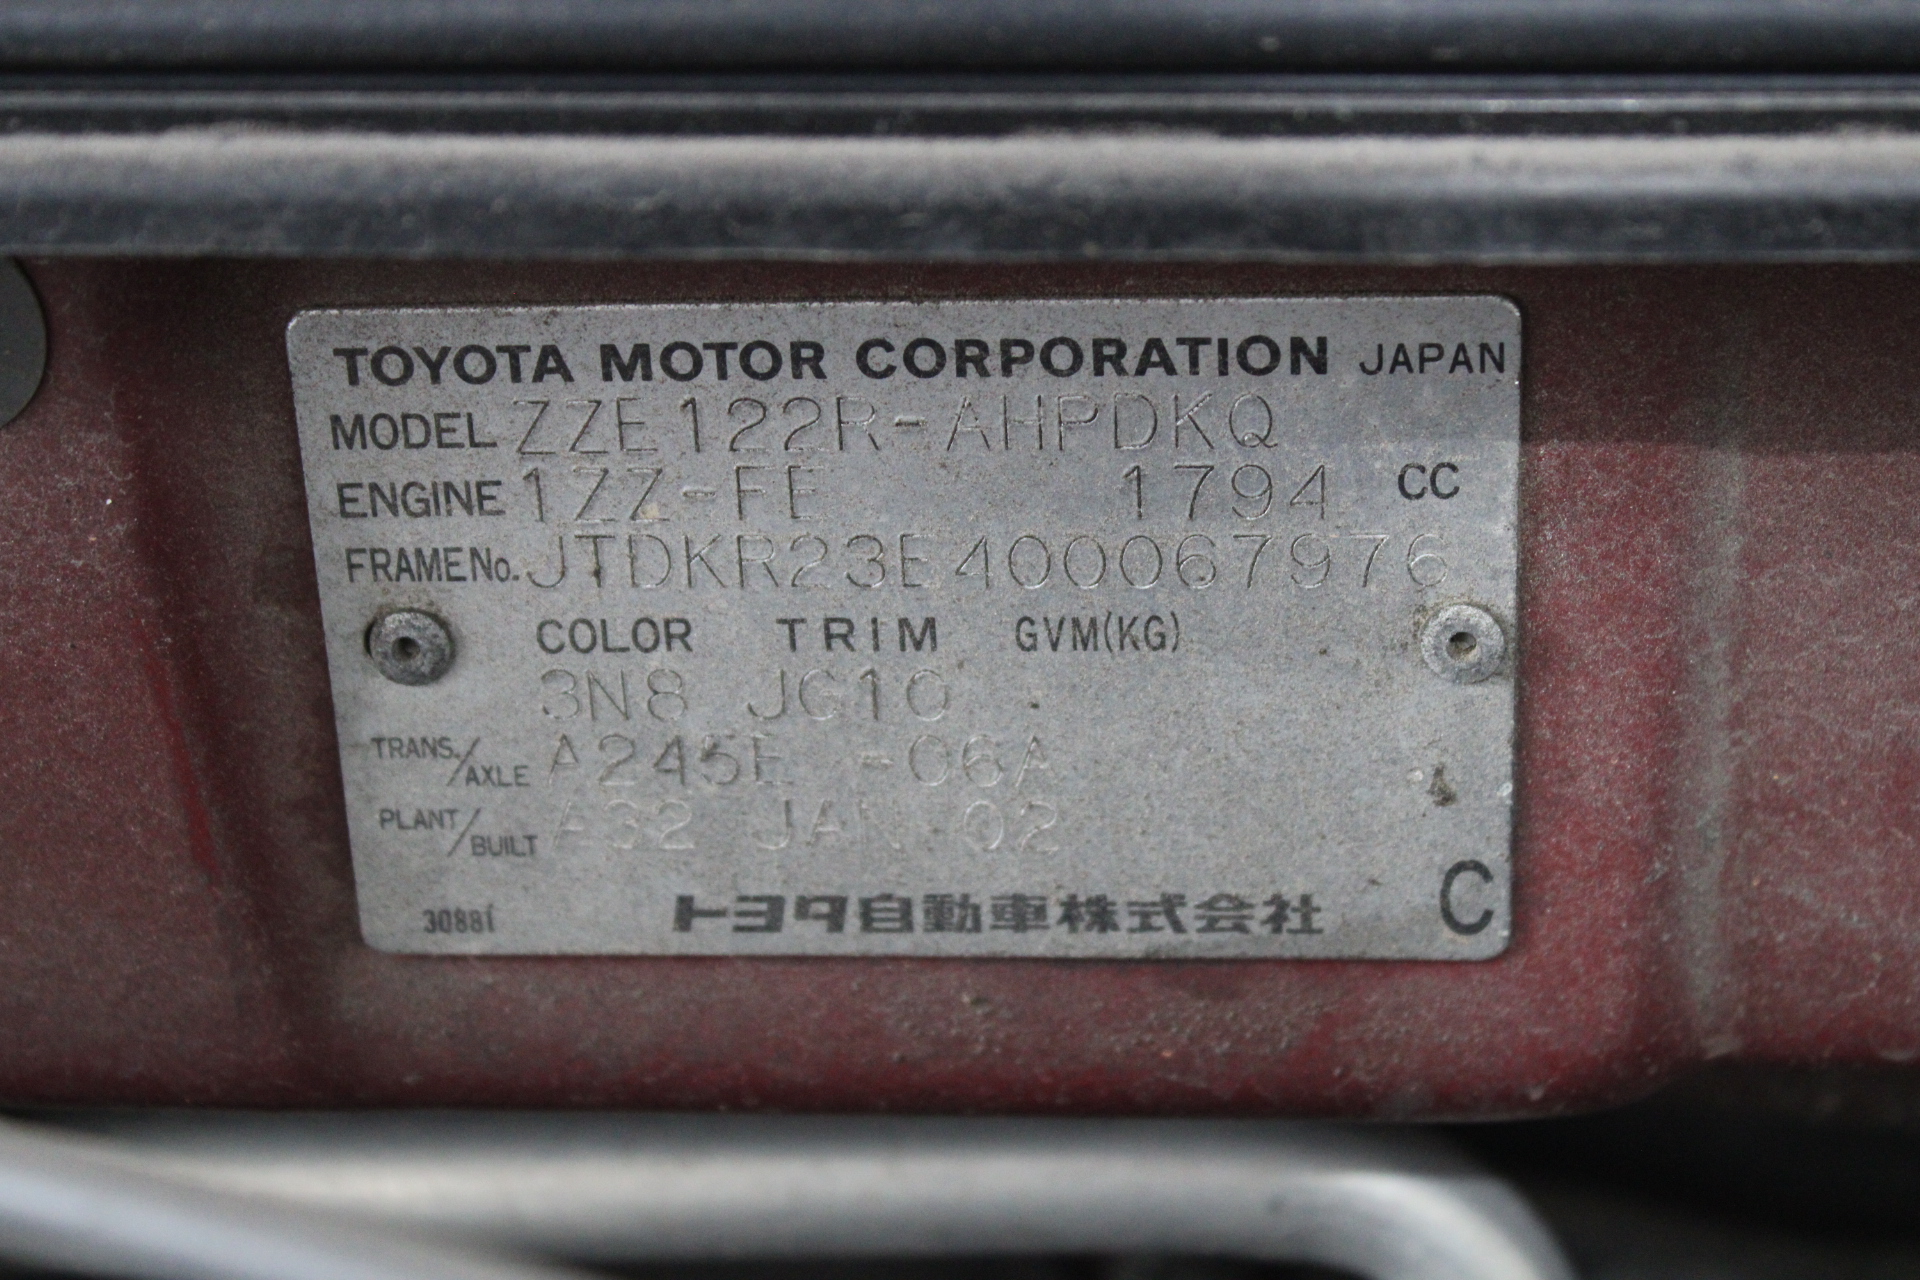 TOYOTA MOTOR CORPORATION JAPAN
MODEL ZZE122R-AHPDKQ
ENGINE 1ZZ-FE 1794 CC
FRAME No. JTDKR23E400067976
COLOR TRIM GVM(KG)
3N8 JC10
TRANS./AXLE A245E -06A
PLANT/BUILT A32 JAN 02
30881 トヨタ自動車株式会社 C